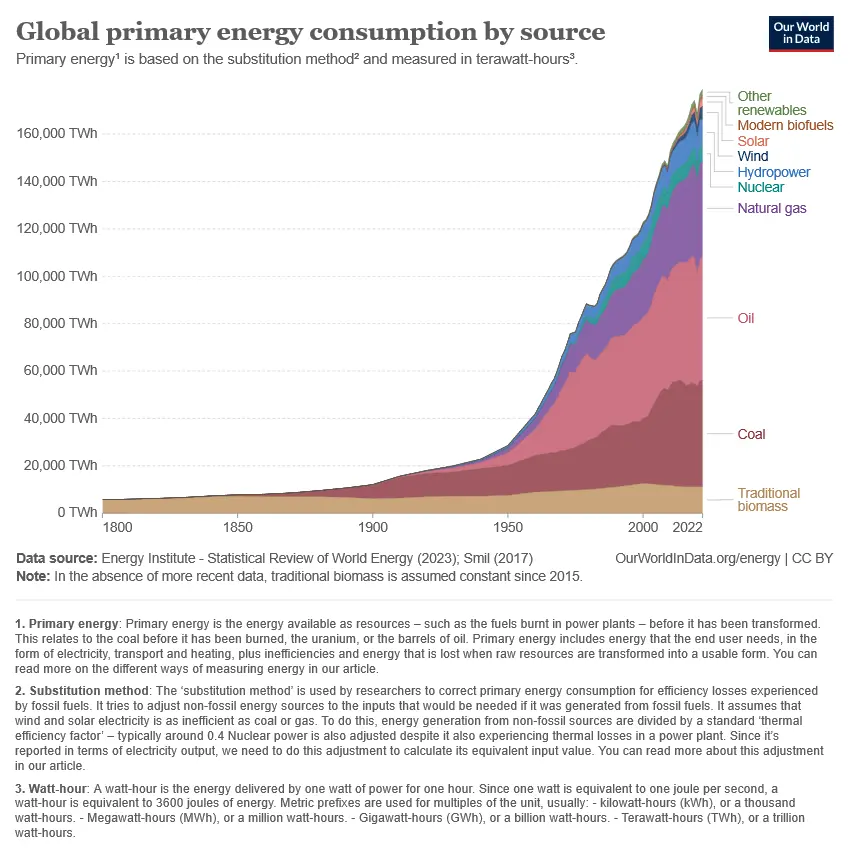 Global primary energy consumption by source
Primary energy¹ is based on the substitution method² and measured in terawatt-hours³.
Our World
in Data
160,000 TWh
140,000 TWh
120,000 TWh
100,000 TWh
80,000 TWh
60,000 TWh
40,000 TWh
20,000 TWh
0 TWh
1800
1850
1900
1950
2000
2022
Other
renewables
Modern biofuels
Solar
Wind
Hydropower
Nuclear
Natural gas
Oil
Coal
Traditional
biomass
Data source: Energy Institute - Statistical Review of World Energy (2023); Smil (2017)
OurWorldInData.org/energy | CC BY
Note: In the absence of more recent data, traditional biomass is assumed constant since 2015.
1. Primary energy: Primary energy is the energy available as resources – such as the fuels burnt in power plants – before it has been transformed.
This relates to the coal before it has been burned, the uranium, or the barrels of oil. Primary energy includes energy that the end user needs, in the
form of electricity, transport and heating, plus inefficiencies and energy that is lost when raw resources are transformed into a usable form. You can
read more on the different ways of measuring energy in our article.
2. Substitution method: The ‘substitution method’ is used by researchers to correct primary energy consumption for efficiency losses experienced
by fossil fuels. It tries to adjust non-fossil energy sources to the inputs that would be needed if it was generated from fossil fuels. It assumes that
wind and solar electricity is as inefficient as coal or gas. To do this, energy generation from non-fossil sources are divided by a standard ‘thermal
efficiency factor’ – typically around 0.4 Nuclear power is also adjusted despite it also experiencing thermal losses in a power plant. Since it’s
reported in terms of electricity output, we need to do this adjustment to calculate its equivalent input value. You can read more about this adjustment
in our article.
3. Watt-hour: A watt-hour is the energy delivered by one watt of power for one hour. Since one watt is equivalent to one joule per second, a
watt-hour is equivalent to 3600 joules of energy. Metric prefixes are used for multiples of the unit, usually: - kilowatt-hours (kWh), or a thousand
watt-hours. - Megawatt-hours (MWh), or a million watt-hours. - Gigawatt-hours (GWh), or a billion watt-hours. - Terawatt-hours (TWh), or a trillion
watt-hours.